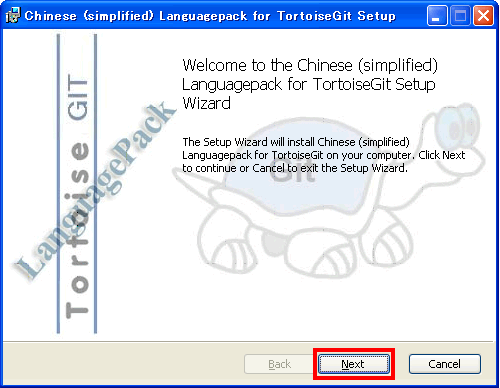 Chinese (simplified) Languagepack for TortoiseGit Setup
Welcome to the Chinese (simplified)
Languagepack for TortoiseGit Setup
Wizard
The Setup Wizard will install Chinese (simplified)
Languagepack for TortoiseGit on your computer. Click Next
to continue or Cancel to exit the Setup Wizard.
Git
Tortoise GIT
LanguagePack
Back
Next
Cancel